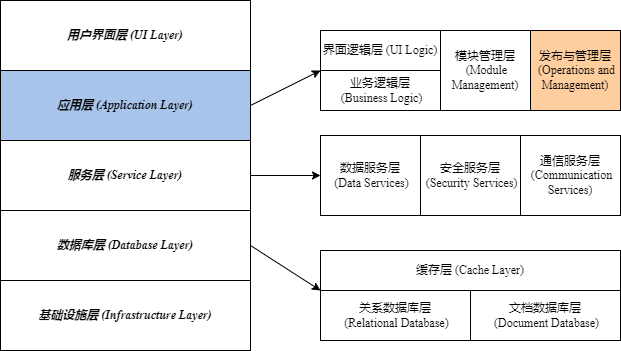 用户界面层 (UI Layer)
应用层 (Application Layer)
服务层 (Service Layer)
数据库层 (Database Layer)
基础设施层 (Infrastructure Layer)
界面逻辑层 (UI Logic)
业务逻辑层
(Business Logic)
模块管理层
(Module
Management)
发布与管理层
(Operations and
Management)
数据服务层
(Data Services)
安全服务层
(Security Services)
通信服务层
(Communication
Services)
缓存层 (Cache Layer)
关系数据库层
(Relational Database)
文档数据库层
(Document Database)